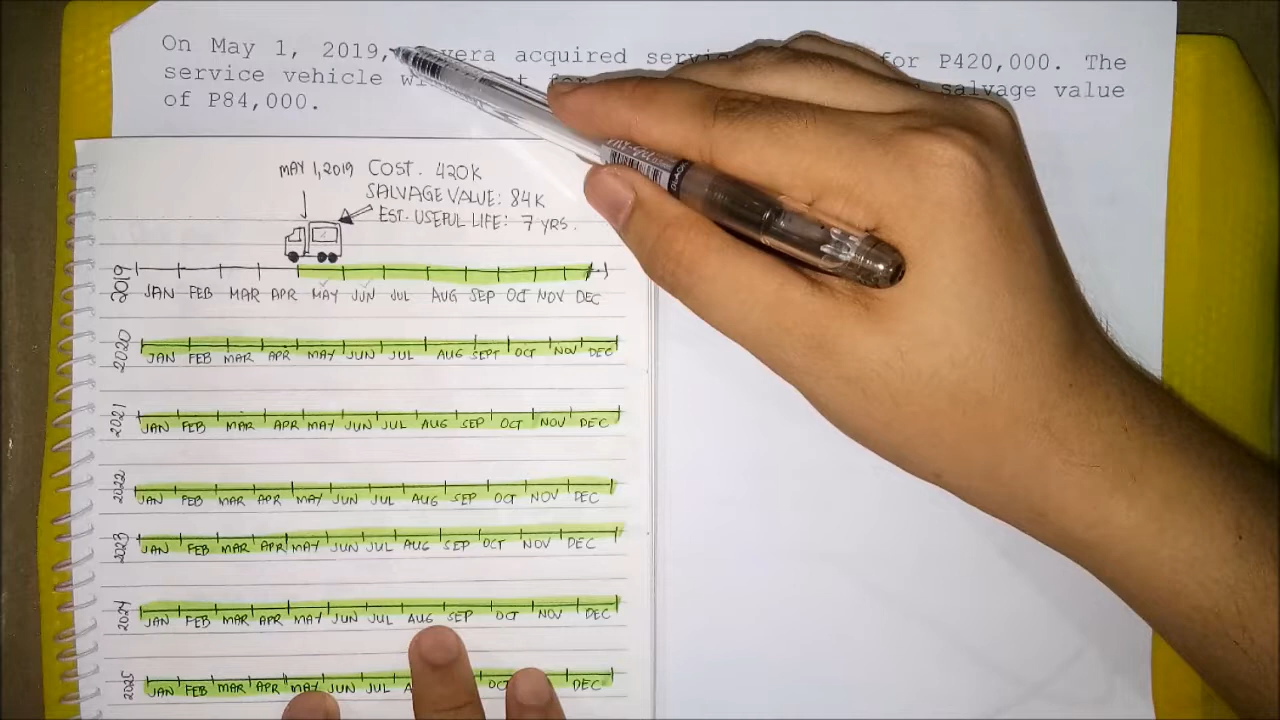 On May 1, 2019, vera acquired for P420,000. The
service vehicle salvage value
of P84,000.
MAY 1, 2019 COST. 420K
SALVAGE VALUE: 84K
EST. USEFUL LIFE: 7 YRS.
2019
JAN FEB MAR APR MAY JUN JUL AUG SEP OCT NOV DEC
2020
JAN FEB MAR APR MAY JUN JUL AUG SEPT OCT NOV DEC
2021
JAN FEB MAR APR MAY JUN JUL AUG SEP OCT NOV DEC
2022
JAN FEB MAR APR MAY JUN JUL AUG SEP OCT NOV DEC
2023
JAN FEB MAR APR MAY JUN JUL AUG SEP OCT NOV DEC
2024
JAN FEB MAR APR MAY JUN JUL AUG SEP OCT NOV DEC
2025
JAN FEB MAR APR MAY JUN JUL OCT DEC